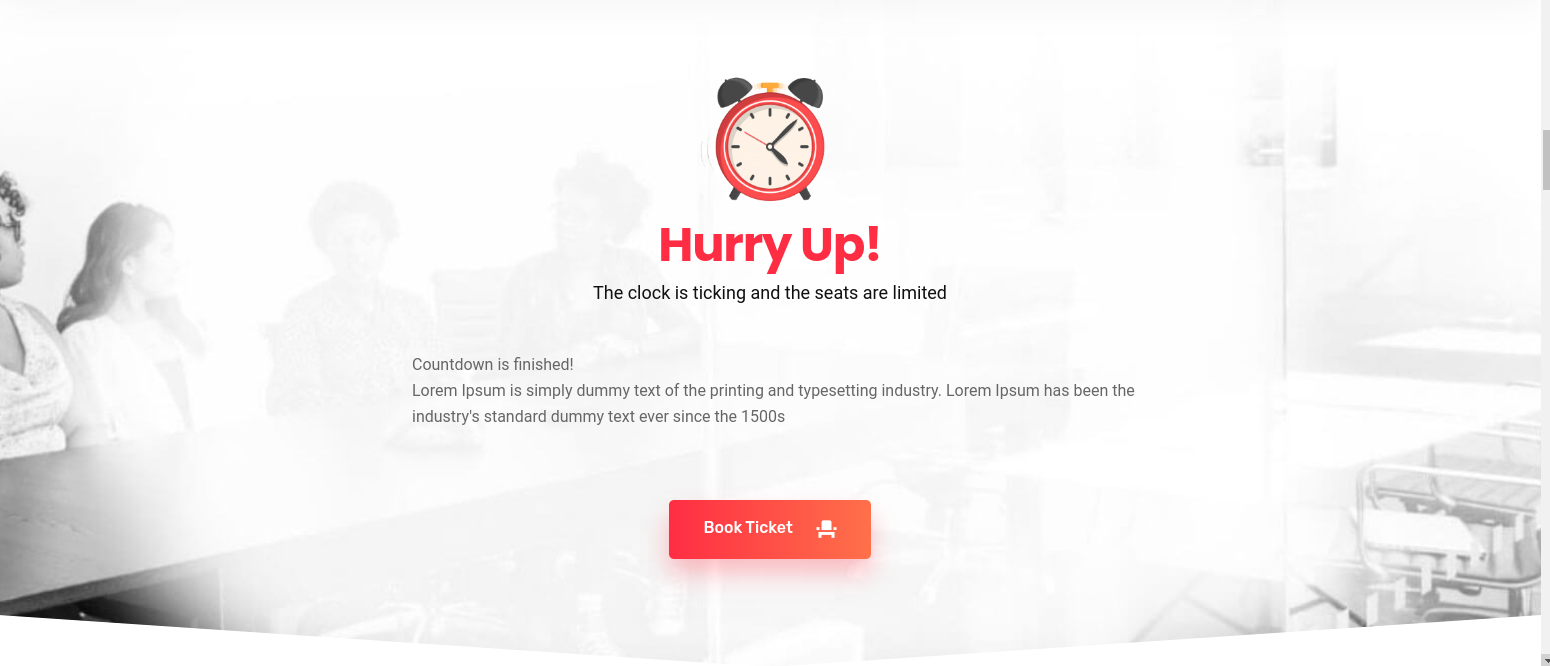 Hurry Up!
The clock is ticking and the seats are limited
Countdown is finished!
Lorem Ipsum is simply dummy text of the printing and typesetting industry. Lorem Ipsum has been the
industry's standard dummy text ever since the 1500s
Book Ticket